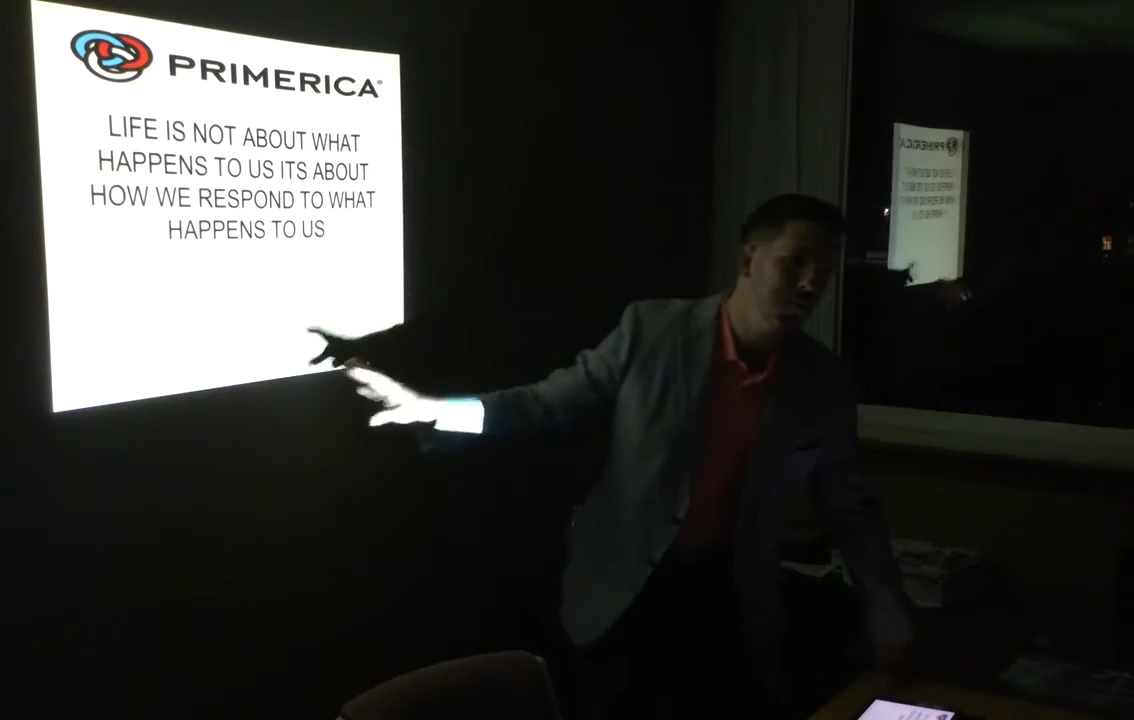 PRIMERICA®
LIFE IS NOT ABOUT WHAT
HAPPENS TO US ITS ABOUT
HOW WE RESPOND TO WHAT
HAPPENS TO US